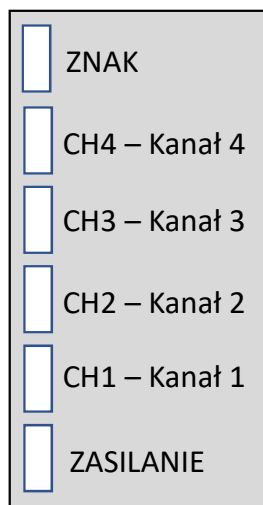 ZNAK
CH4 – Kanał 4
CH3 – Kanał 3
CH2 – Kanał 2
CH1 – Kanał 1
ZASILANIE